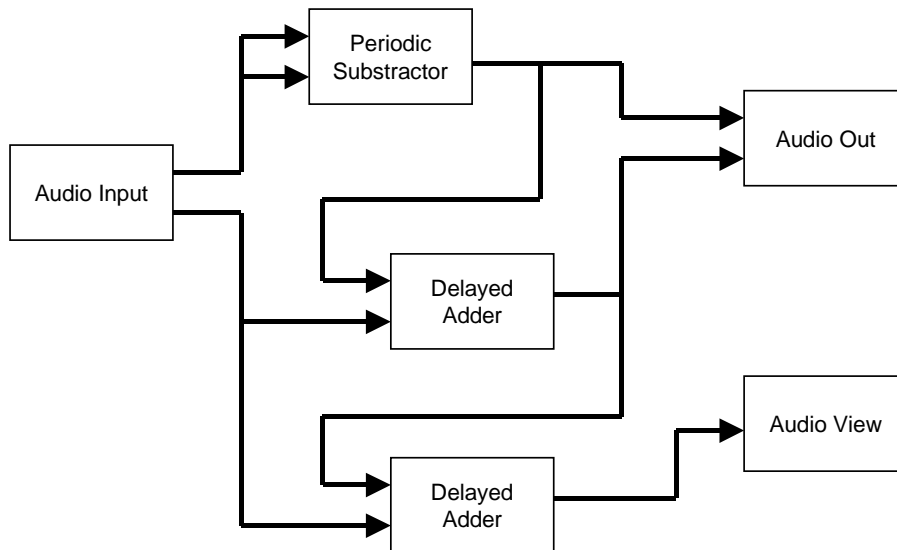 Periodic
Substractor
Audio Out
Audio Input
Delayed
Adder
Audio View
Delayed
Adder